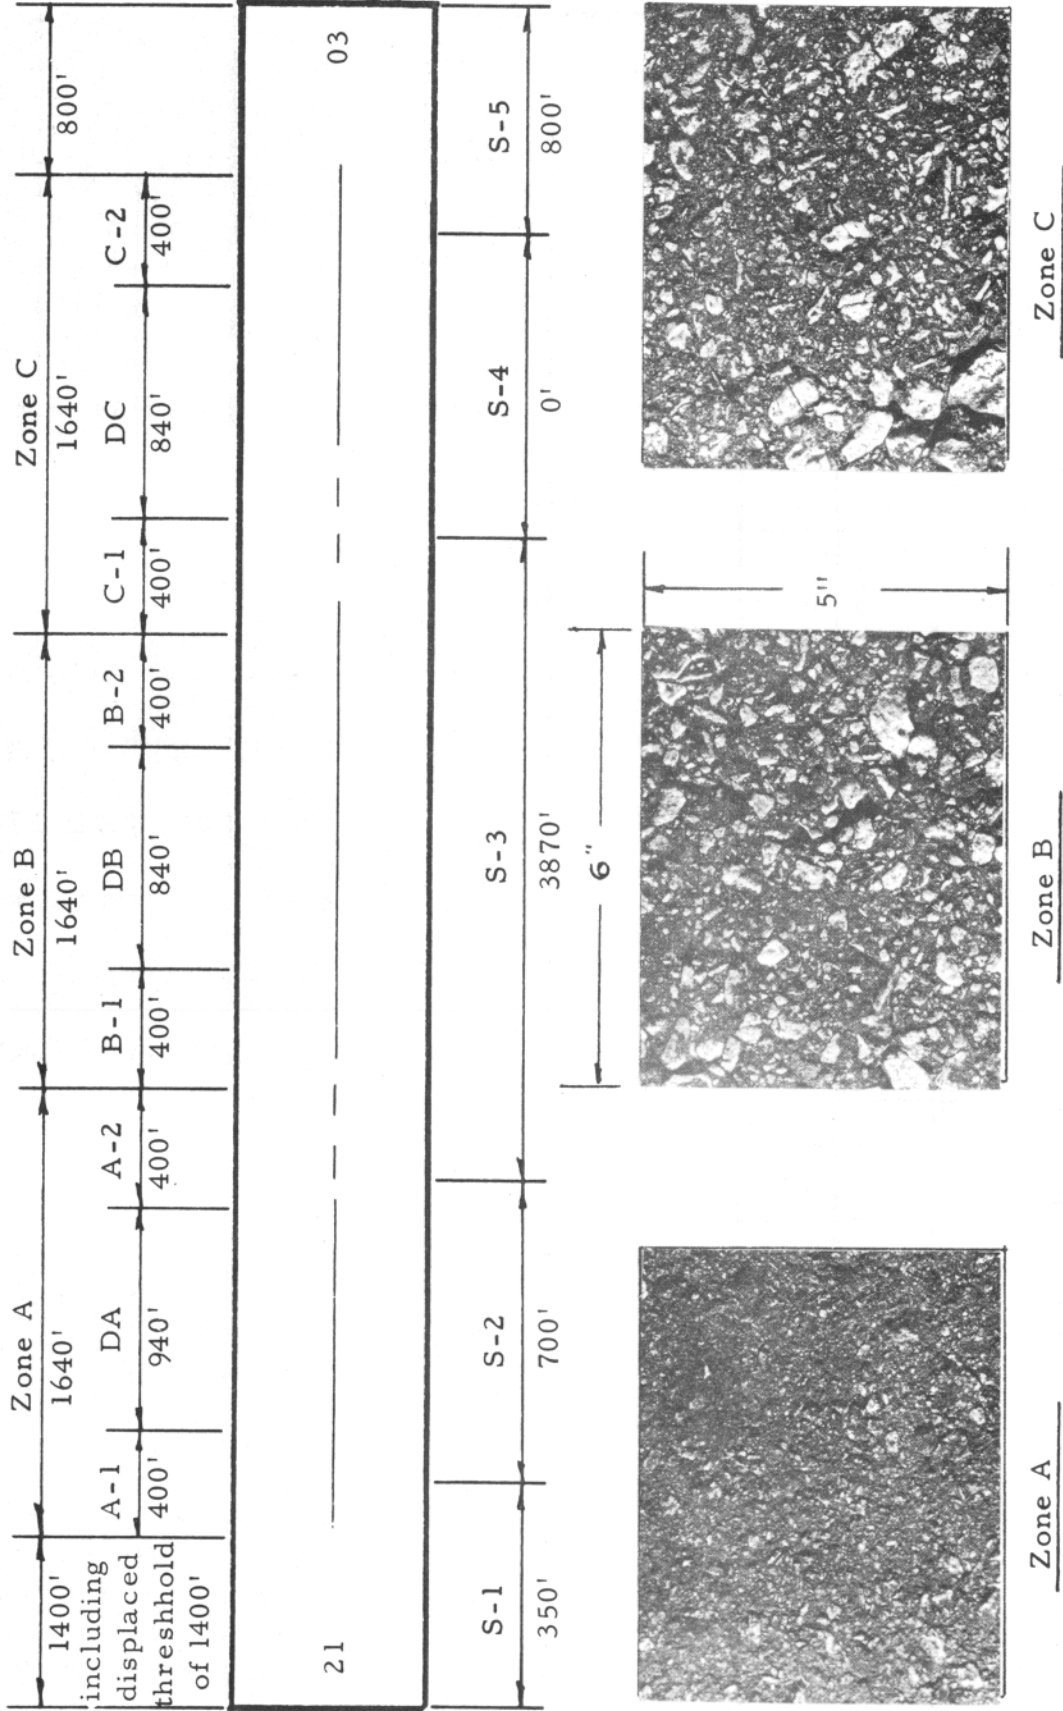 Zone A
Zone B
Zone C
1400'
1640'
1640'
1640'
800'
including
displaced
threshhold
of 1400'
A-1
DA
A-2
B-1
DB
B-2
C-1
DC
C-2
400'
940'
400'
400'
840'
400'
400'
840'
400'
21
03
S-1
S-2
S-3
S-4
S-5
350'
700'
3870'
0'
800'
6"
5"
Zone A
Zone B
Zone C